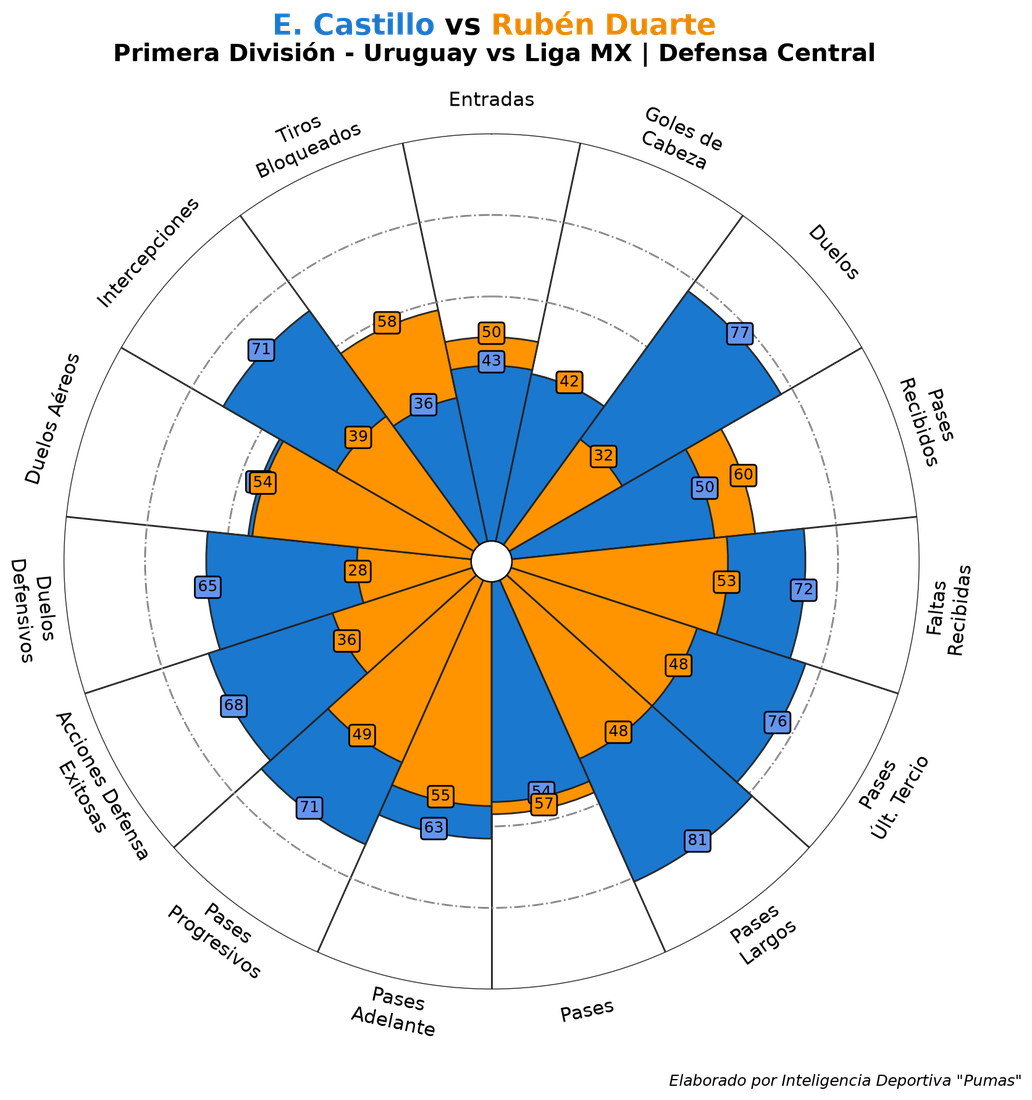 E. Castillo vs Rubén Duarte
Primera División - Uruguay vs Liga MX | Defensa Central
Entradas
50
43
Goles de
Cabeza
42
Duelos
77
32
Pases
Recibidos
60
50
Faltas
Recibidas
72
53
Pases
Últ. Tercio
76
48
Pases
Largos
81
48
Pases
54
57
Pases
Adelante
55
63
Pases
Progresivos
49
71
Acciones Defensa
Exitosas
36
68
Duelos
Defensivos
28
65
Duelos Aéreos
54
Intercepciones
71
39
Tiros
Bloqueados
58
36
Elaborado por Inteligencia Deportiva "Pumas"